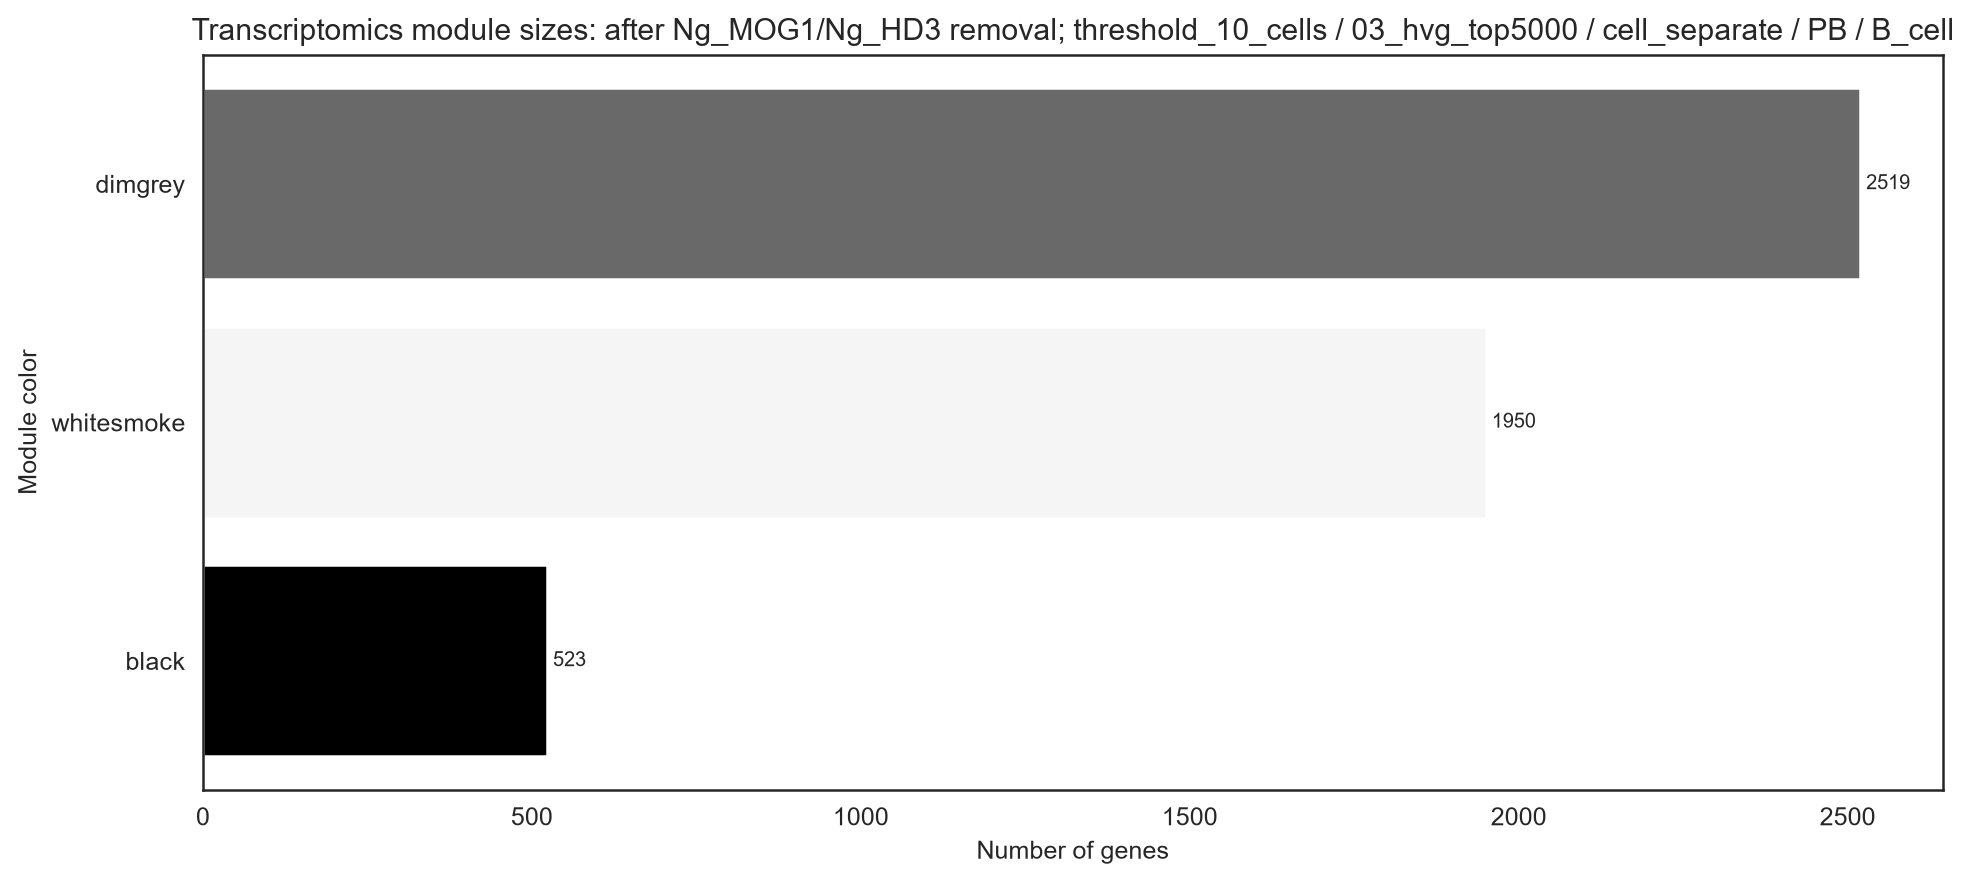 Transcriptomics module sizes: after Ng_MOG1/Ng_HD3 removal; threshold_10_cells / 03_hvg_top5000 / cell_separate / PB / B_cell
Module color
dimgrey
2519
whitesmoke
1950
black
523
0 500 1000 1500 2000 2500
Number of genes